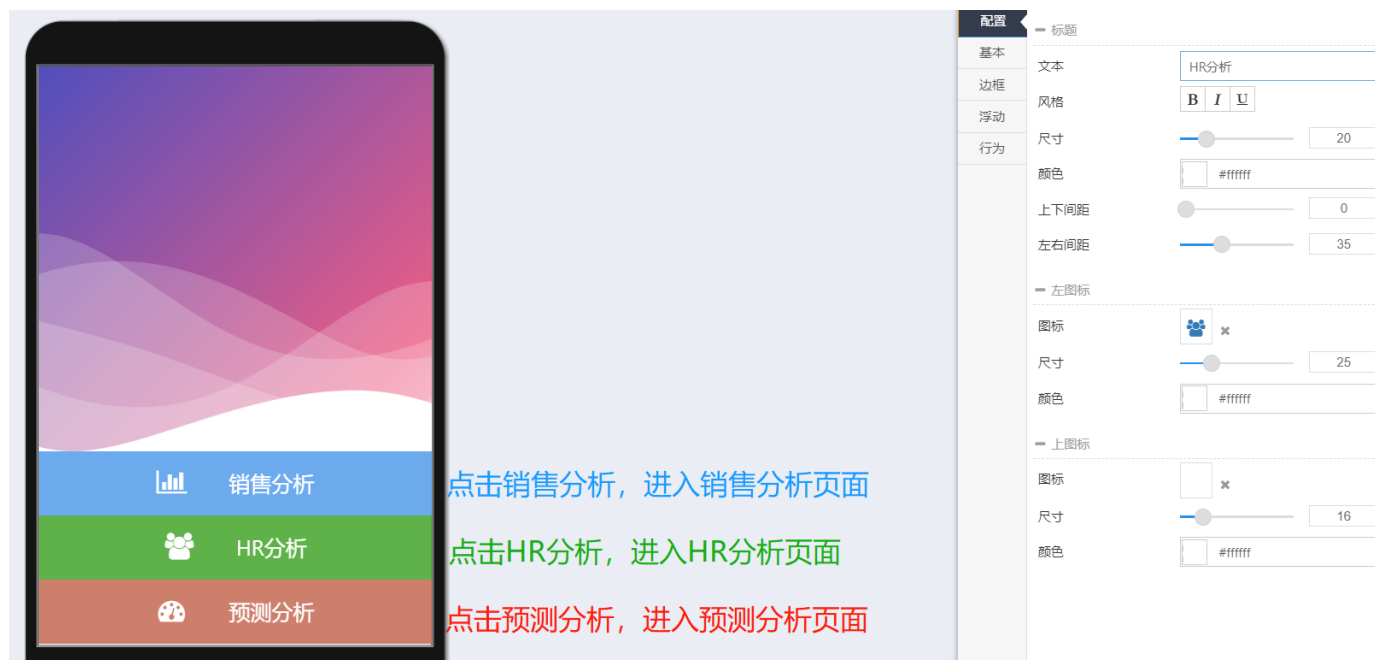 销售分析
点击销售分析，进入销售分析页面
HR分析
点击HR分析，进入HR分析页面
预测分析
点击预测分析，进入预测分析页面
配置
基本
边框
浮动
行为
标题
文本 HR分析
风格 B I U
尺寸 20
颜色 #ffffff
上下间距 0
左右间距 35
左图标
图标
尺寸 25
颜色 #ffffff
上图标
图标
尺寸 16
颜色 #ffffff